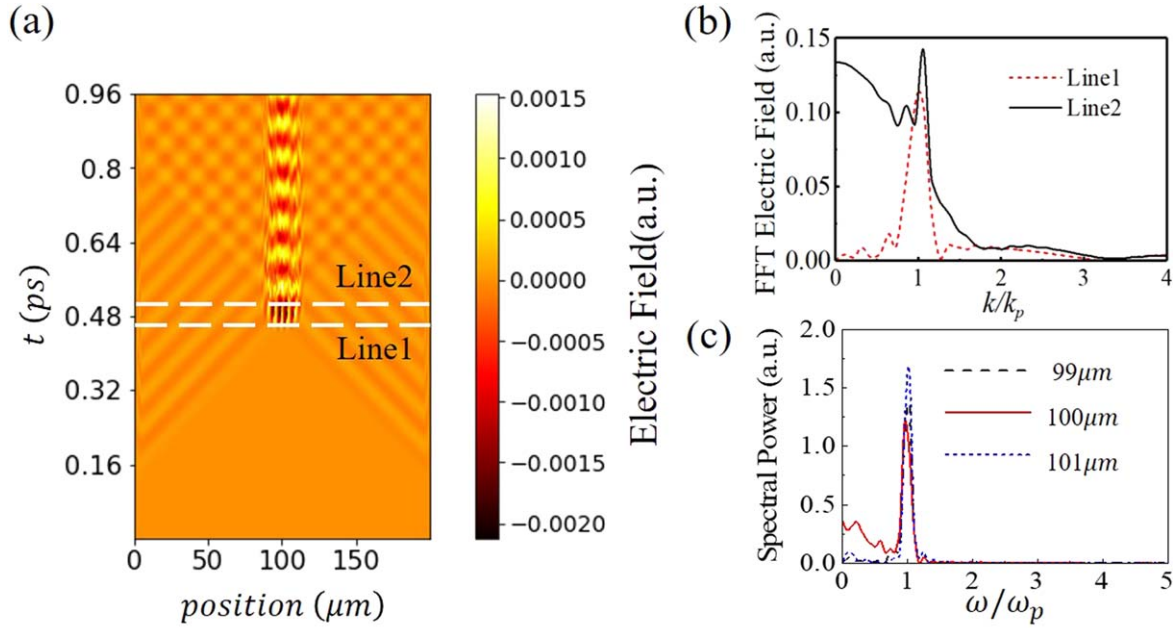 (a)
0.96
0.8
0.64
0.48
0.32
0.16
t (ps)
0 50 100 150
position (μm)
Line2
Line1
0.0015
0.0010
0.0005
0.0000
−0.0005
−0.0010
−0.0015
−0.0020
Electric Field(a.u.)
(b)
FFT Electric Field (a.u.)
0.15
0.10
0.05
0.00
0 1 2 3 4
k/kₚ
Line1
Line2
(c)
Spectral Power (a.u.)
2.0
1.5
1.0
0.5
0.0
0 1 2 3 4 5
ω/ωₚ
99μm
100μm
101μm